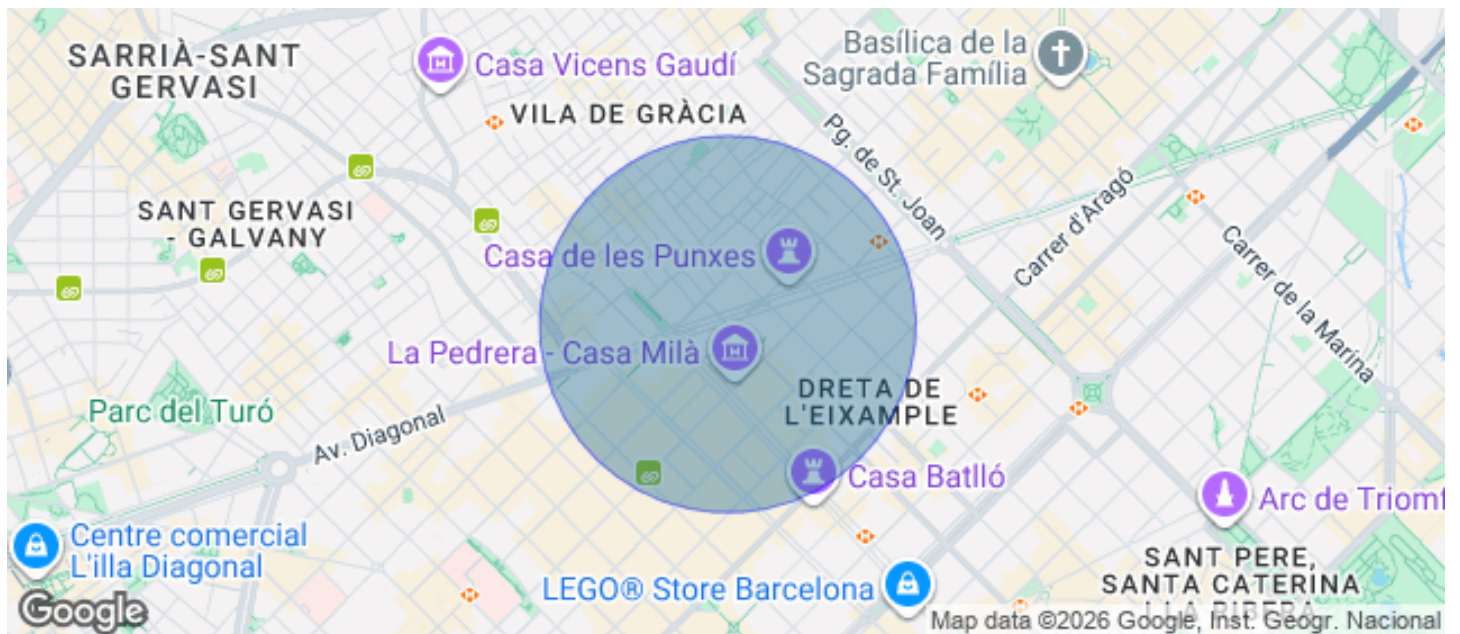 SARRIÀ-SANT
GERVASI
Casa Vicens Gaudí
Basílica de la
Sagrada Família
VILA DE GRÀCIA
Pg. de St. Joan
Carrer d'Aragó
SANT GERVASI
- GALVANY
Casa de les Punxes
Carrer de la Marina
La Pedrera - Casa Milà
DRETA DE
L'EIXAMPLE
Parc del Turó
Av. Diagonal
Casa Batlló
Arc de Triomf
Centre comercial
L'illa Diagonal
LEGO® Store Barcelona
SANT PERE,
SANTA CATERINA
I LA RIBERA
Google
Map data ©2026 Google, Inst. Geogr. Nacional